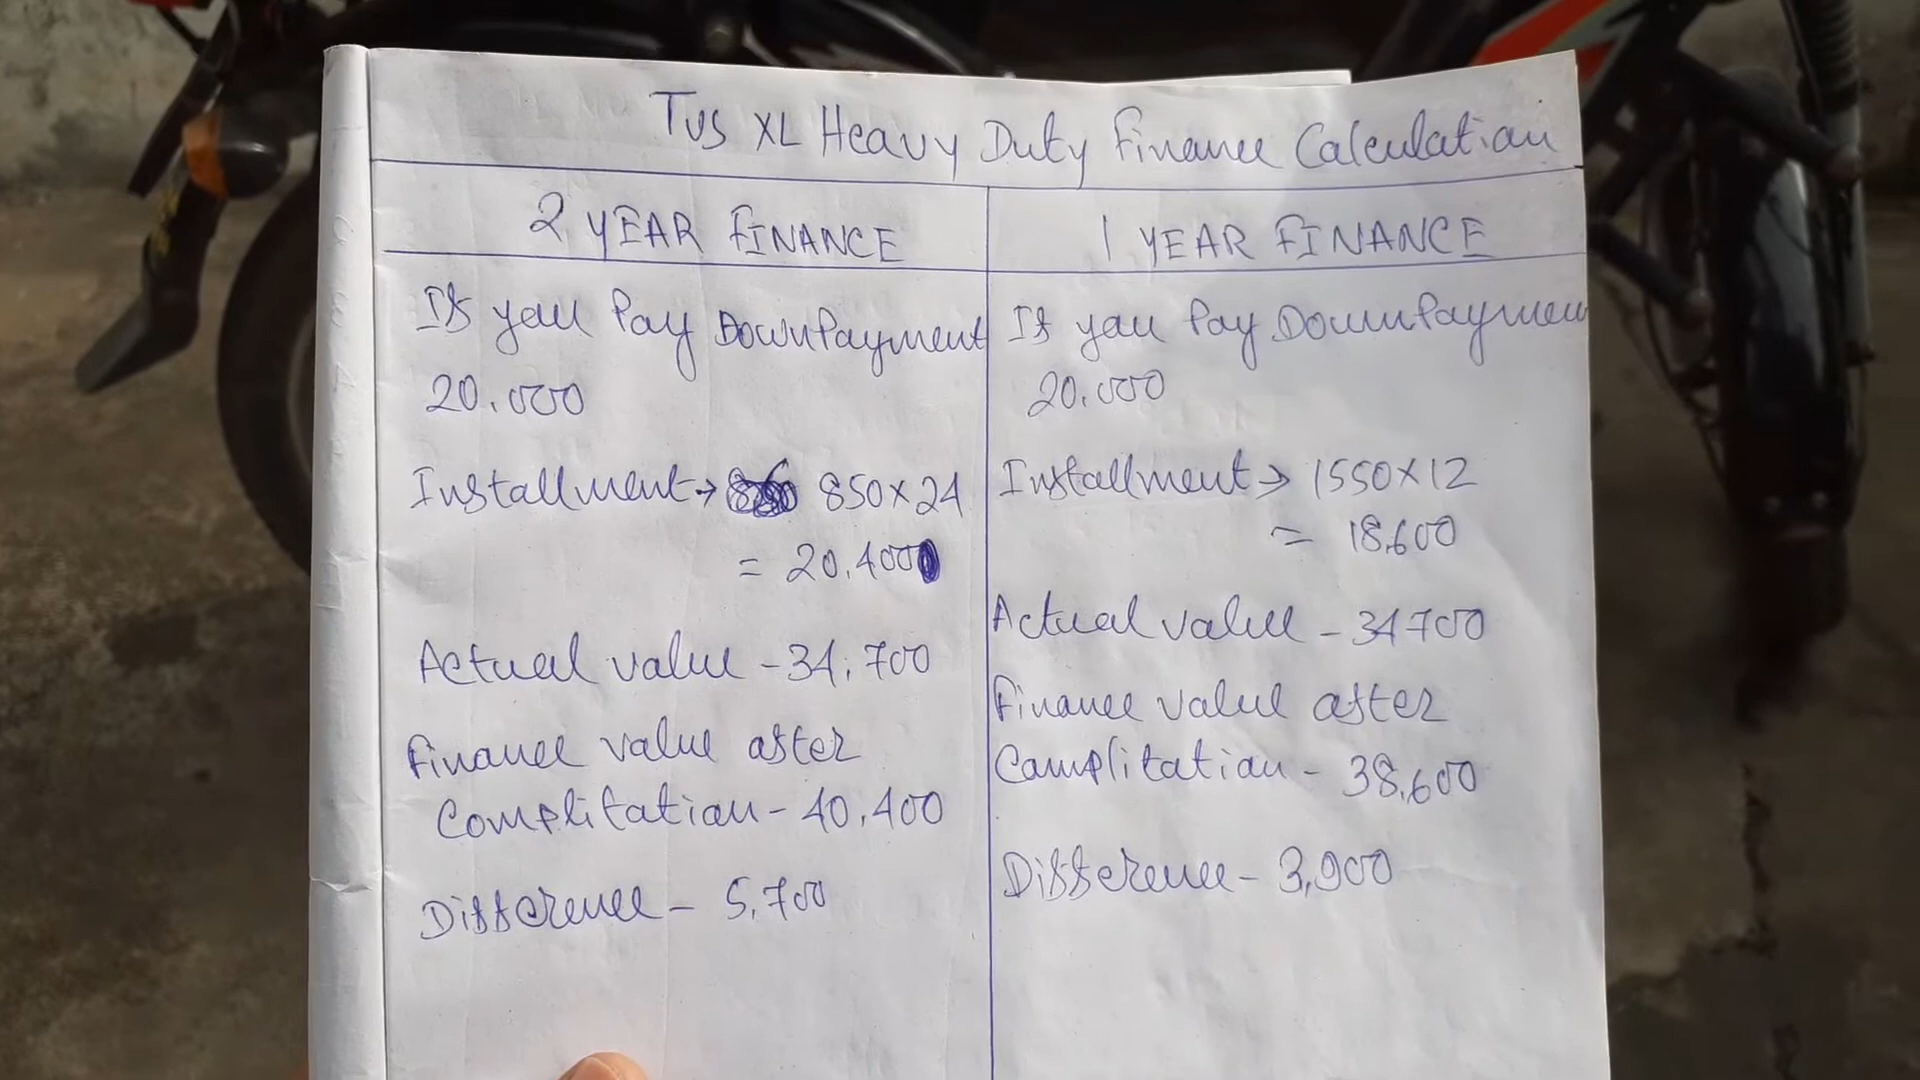 TVS XL Heavy Duty Finance Calculation
2 YEAR FINANCE
If you Pay DownPayment
20.000
Installment → 850×24
= 20.400
Actual value - 34.700
Finance value after
Complitation - 40.400
Difference - 5.700
1 YEAR FINANCE
If you Pay DownPaymen
20.000
Installment → 1550×12
= 18,600
Actual value - 34700
Finance value after
Complitation - 38,600
Difference - 3,900